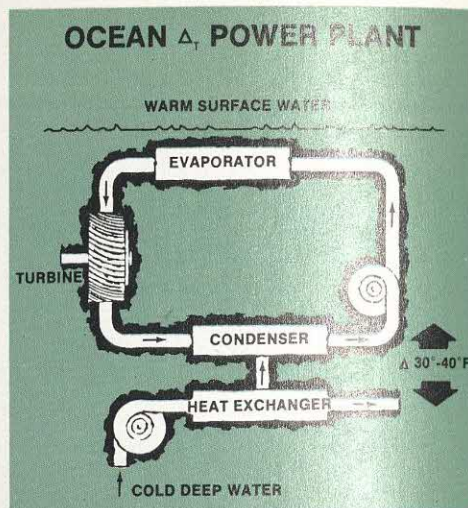 OCEAN ΔT POWER PLANT
WARM SURFACE WATER
EVAPORATOR
TURBINE
CONDENSER
Δ 30°-40°F
HEAT EXCHANGER
COLD DEEP WATER